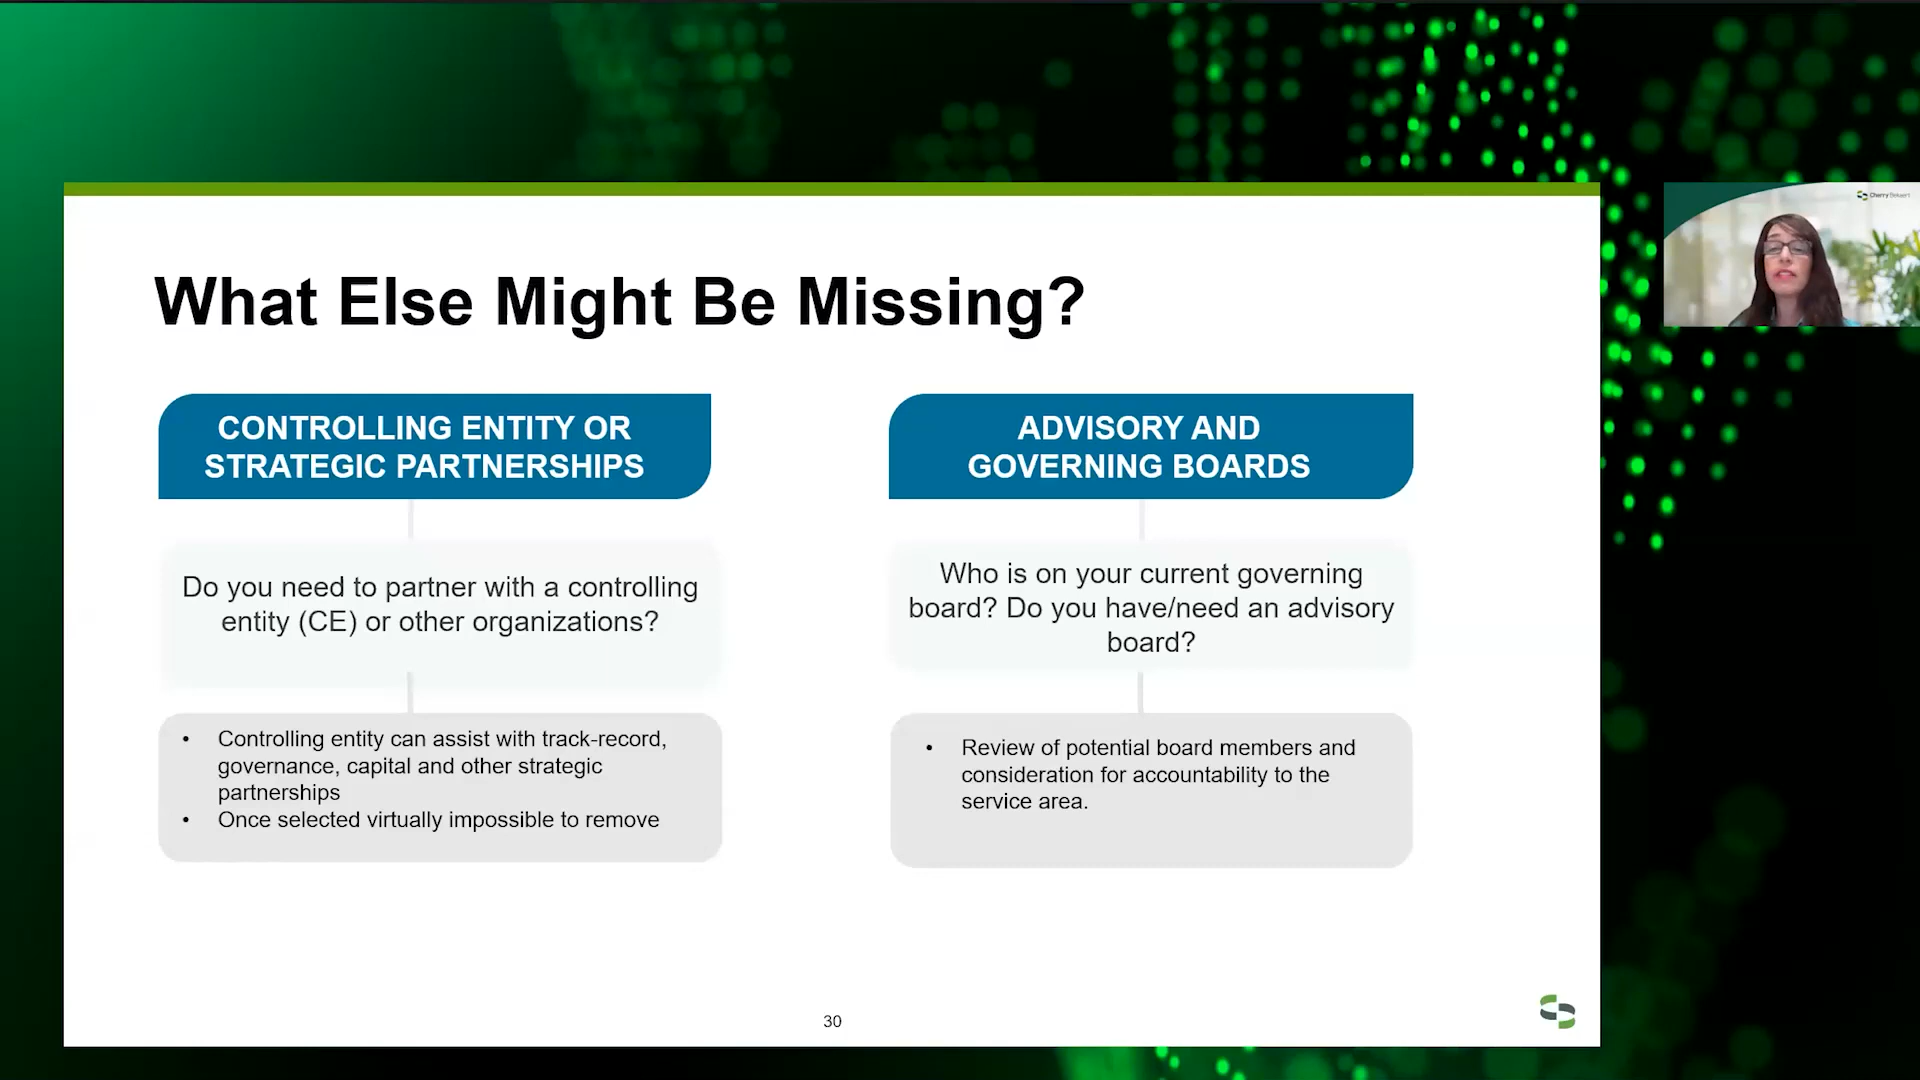 Cherry Bekaert
What Else Might Be Missing?
CONTROLLING ENTITY OR
STRATEGIC PARTNERSHIPS
Do you need to partner with a controlling
entity (CE) or other organizations?
• Controlling entity can assist with track-record,
governance, capital and other strategic
partnerships
• Once selected virtually impossible to remove
ADVISORY AND
GOVERNING BOARDS
Who is on your current governing
board? Do you have/need an advisory
board?
• Review of potential board members and
consideration for accountability to the
service area.
30